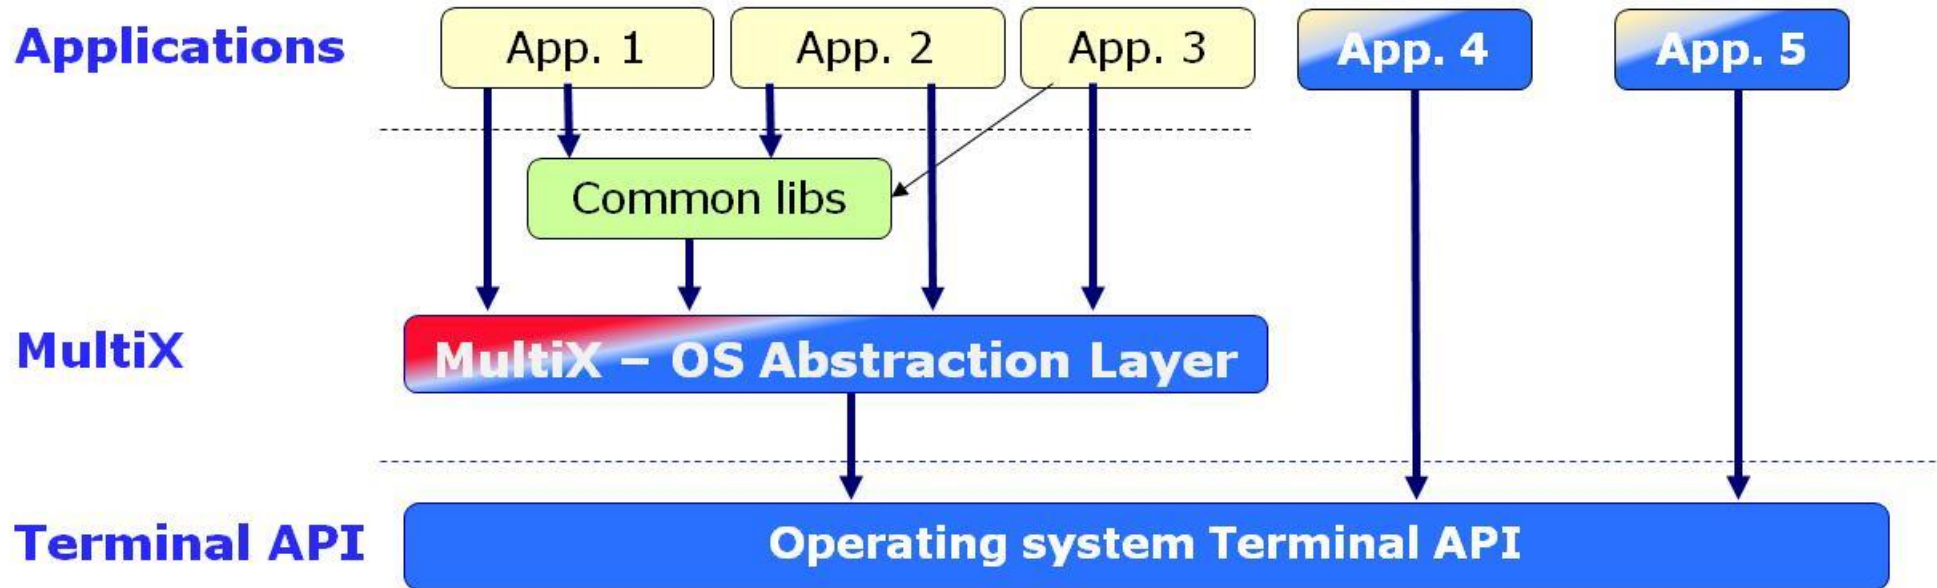 Applications
App. 1
App. 2
App. 3
App. 4
App. 5
Common libs
MultiX
MultiX – OS Abstraction Layer
Terminal API
Operating system Terminal API